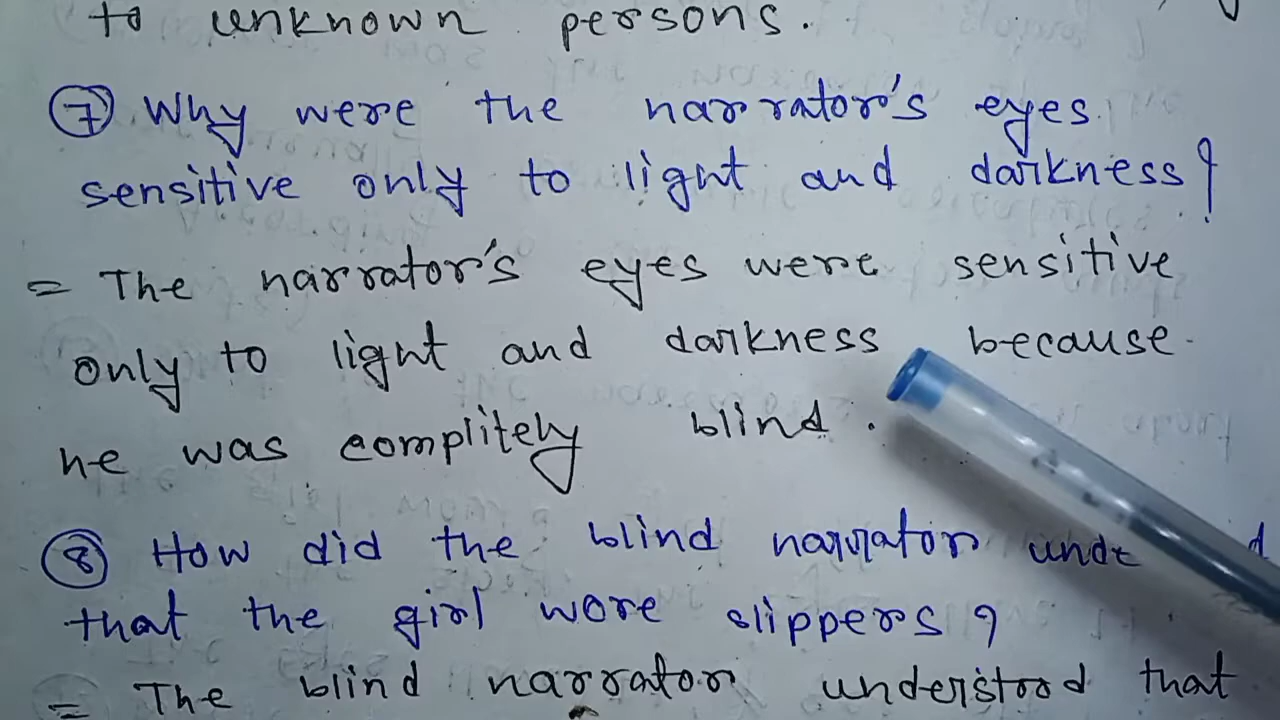 to unknown persons.
⑦ Why were the narrator's eyes
sensitive only to light and darkness?
= The narrator's eyes were sensitive
only to light and darkness because
he was complitely blind.
⑧ How did the blind narrator
that the girl wore slippers?
= The blind narrator understood that